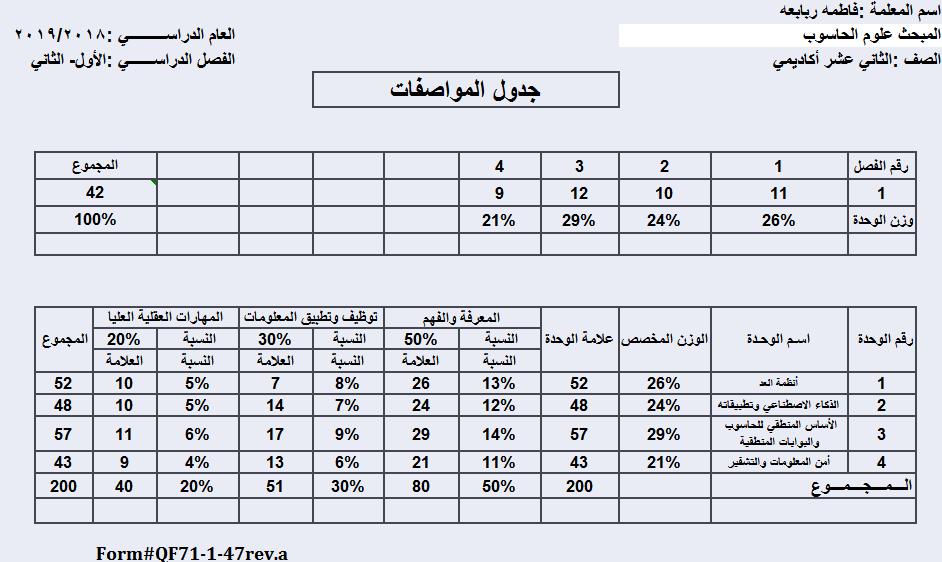 اسم المعلمة :فاطمه ربابعه
المبحث علوم الحاسوب
العام الدراســـــي :٢٠١٩/٢٠١٨
الصف :الثاني عشر أكاديمي
الفصل الدراســـي :الأول- الثاني
جدول المواصفات
رقم الفصل 1 2 3 4 المجموع
1 11 10 12 9 42
وزن الوحدة 26% 24% 29% 21% 100%
رقم الوحدة اسـم الوحـدة الوزن المخصص علامة الوحدة المعرفة والفهم توظيف وتطبيق المعلومات المهارات العقلية العليا المجموع
النسبة 50% النسبة 30% النسبة 20%
النسبة العلامة النسبة العلامة النسبة العلامة
1 أنظمة العد 26% 52 13% 26 8% 7 5% 10 52
2 الذكاء الاصطناعي وتطبيقاته 24% 48 12% 24 7% 14 5% 10 48
3 الأساس المنطقي للحاسوب والبوابات المنطقية 29% 57 14% 29 9% 17 6% 11 57
4 أمن المعلومات والتشفير 21% 43 11% 21 6% 13 4% 9 43
الـــمـــجـــمـــوع 200 50% 80 30% 51 20% 40 200
Form#QF71-1-47rev.a